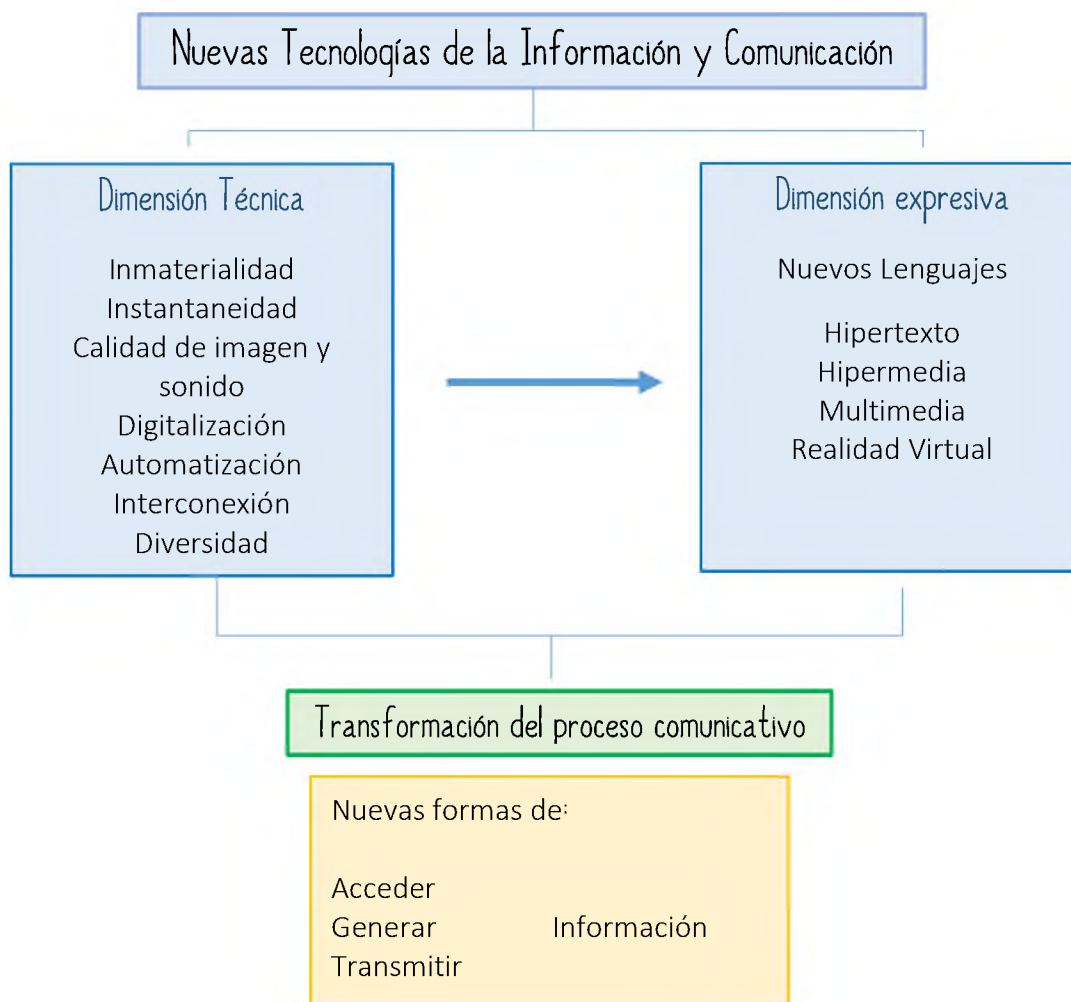 Nuevas Tecnologías de la Información y Comunicación
Dimensión Técnica
Inmaterialidad
Instantaneidad
Calidad de imagen y
sonido
Digitalización
Automatización
Interconexión
Diversidad
Dimensión expresiva
Nuevos Lenguajes
Hipertexto
Hipermedia
Multimedia
Realidad Virtual
Transformación del proceso comunicativo
Nuevas formas de:
Acceder
Generar Información
Transmitir